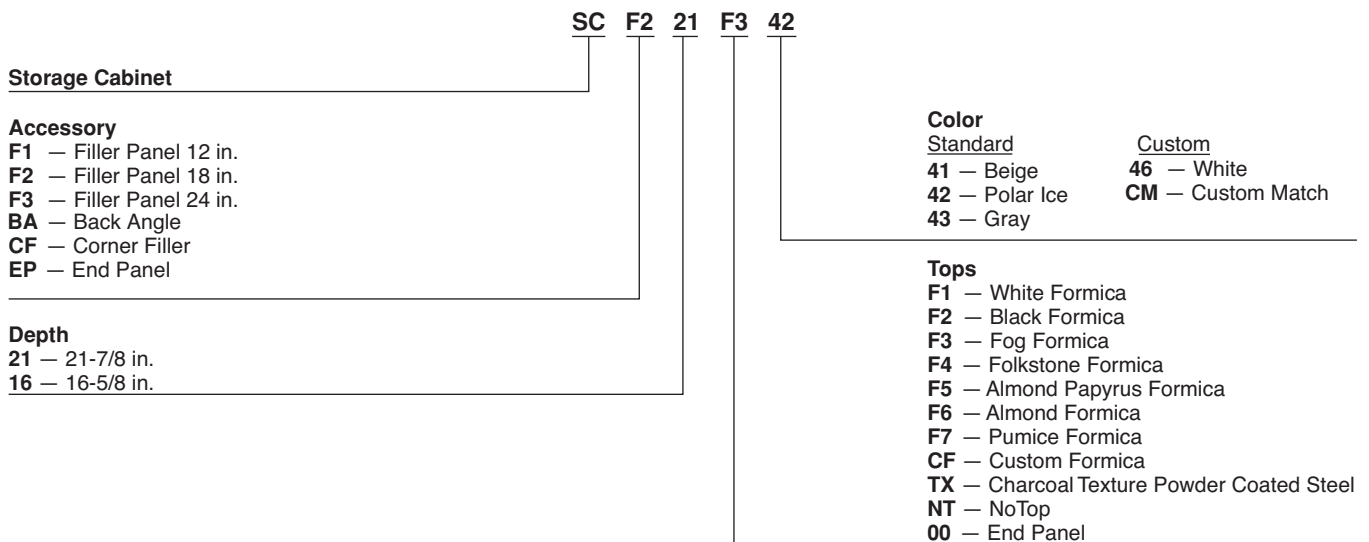 SC F2 21 F3 42
Storage Cabinet
Accessory
F1 — Filler Panel 12 in.
F2 — Filler Panel 18 in.
F3 — Filler Panel 24 in.
BA — Back Angle
CF — Corner Filler
EP — End Panel
Depth
21 — 21-7/8 in.
16 — 16-5/8 in.
Color
Standard Custom
41 — Beige 46 — White
42 — Polar Ice CM — Custom Match
43 — Gray
Tops
F1 — White Formica
F2 — Black Formica
F3 — Fog Formica
F4 — Folkstone Formica
F5 — Almond Papyrus Formica
F6 — Almond Formica
F7 — Pumice Formica
CF — Custom Formica
TX — Charcoal Texture Powder Coated Steel
NT — NoTop
00 — End Panel